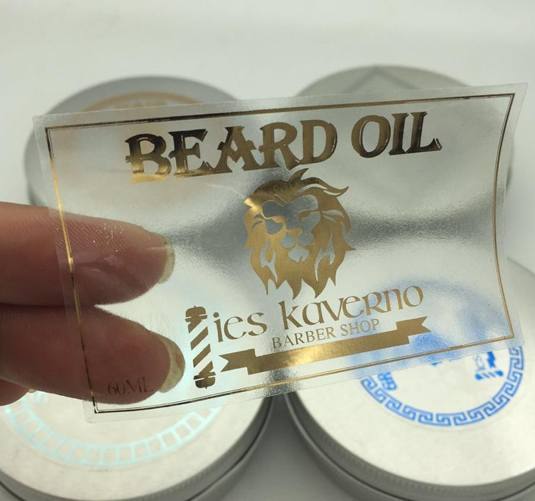 BEARD OIL
ies kaverno
BARBER SHOP
60ML